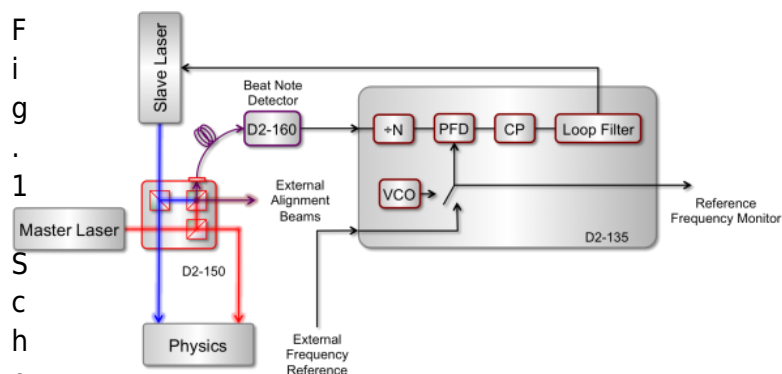 F
i
g
.
1
S
c
h
Slave Laser
Beat Note
Detector
D2-160
÷N
PFD
CP
Loop Filter
VCO
External
Alignment
Beams
Master Laser
D2-150
Reference
Frequency Monitor
D2-135
Physics
External
Frequency
Reference